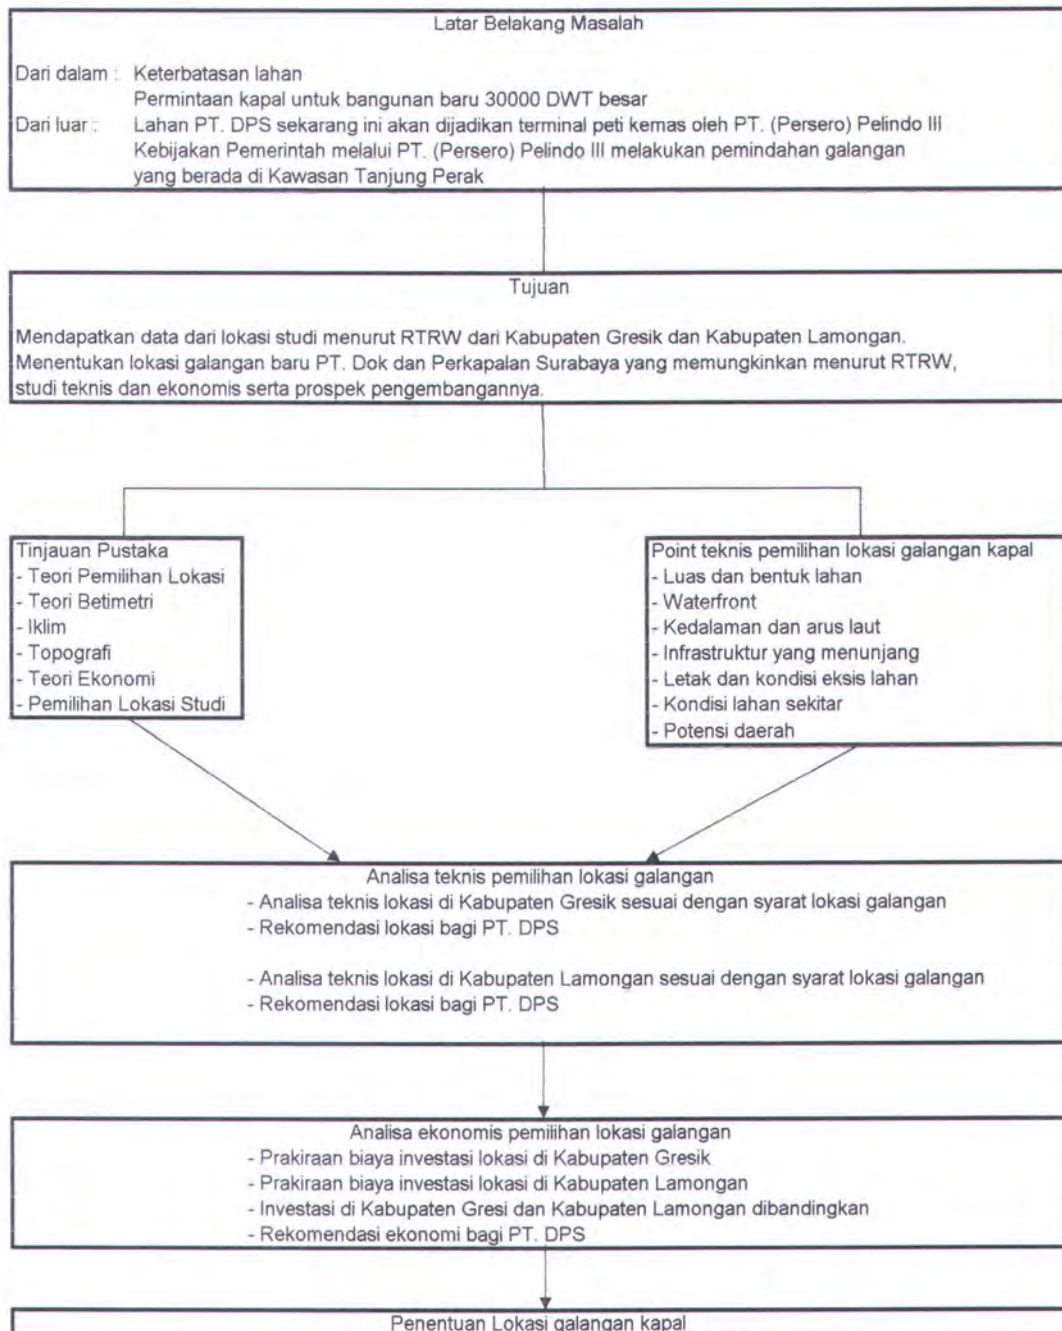 Latar Belakang Masalah
Dari dalam : Keterbatasan lahan
Permintaan kapal untuk bangunan baru 30000 DWT besar
Dari luar : Lahan PT. DPS sekarang ini akan dijadikan terminal peti kemas oleh PT. (Persero) Pelindo III
Kebijakan Pemerintah melalui PT. (Persero) Pelindo III melakukan pemindahan galangan
yang berada di Kawasan Tanjung Perak
Tujuan
Mendapatkan data dari lokasi studi menurut RTRW dari Kabupaten Gresik dan Kabupaten Lamongan.
Menentukan lokasi galangan baru PT. Dok dan Perkapalan Surabaya yang memungkinkan menurut RTRW,
studi teknis dan ekonomis serta prospek pengembangannya.
Tinjauan Pustaka
- Teori Pemilihan Lokasi
- Teori Betimetri
- Iklim
- Topografi
- Teori Ekonomi
- Pemilihan Lokasi Studi
Point teknis pemilihan lokasi galangan kapal
- Luas dan bentuk lahan
- Waterfront
- Kedalaman dan arus laut
- Infrastruktur yang menunjang
- Letak dan kondisi eksis lahan
- Kondisi lahan sekitar
- Potensi daerah
Analisa teknis pemilihan lokasi galangan
- Analisa teknis lokasi di Kabupaten Gresik sesuai dengan syarat lokasi galangan
- Rekomendasi lokasi bagi PT. DPS
- Analisa teknis lokasi di Kabupaten Lamongan sesuai dengan syarat lokasi galangan
- Rekomendasi lokasi bagi PT. DPS
Analisa ekonomis pemilihan lokasi galangan
- Prakiraan biaya investasi lokasi di Kabupaten Gresik
- Prakiraan biaya investasi lokasi di Kabupaten Lamongan
- Investasi di Kabupaten Gresi dan Kabupaten Lamongan dibandingkan
- Rekomendasi ekonomi bagi PT. DPS
Penentuan Lokasi galangan kapal